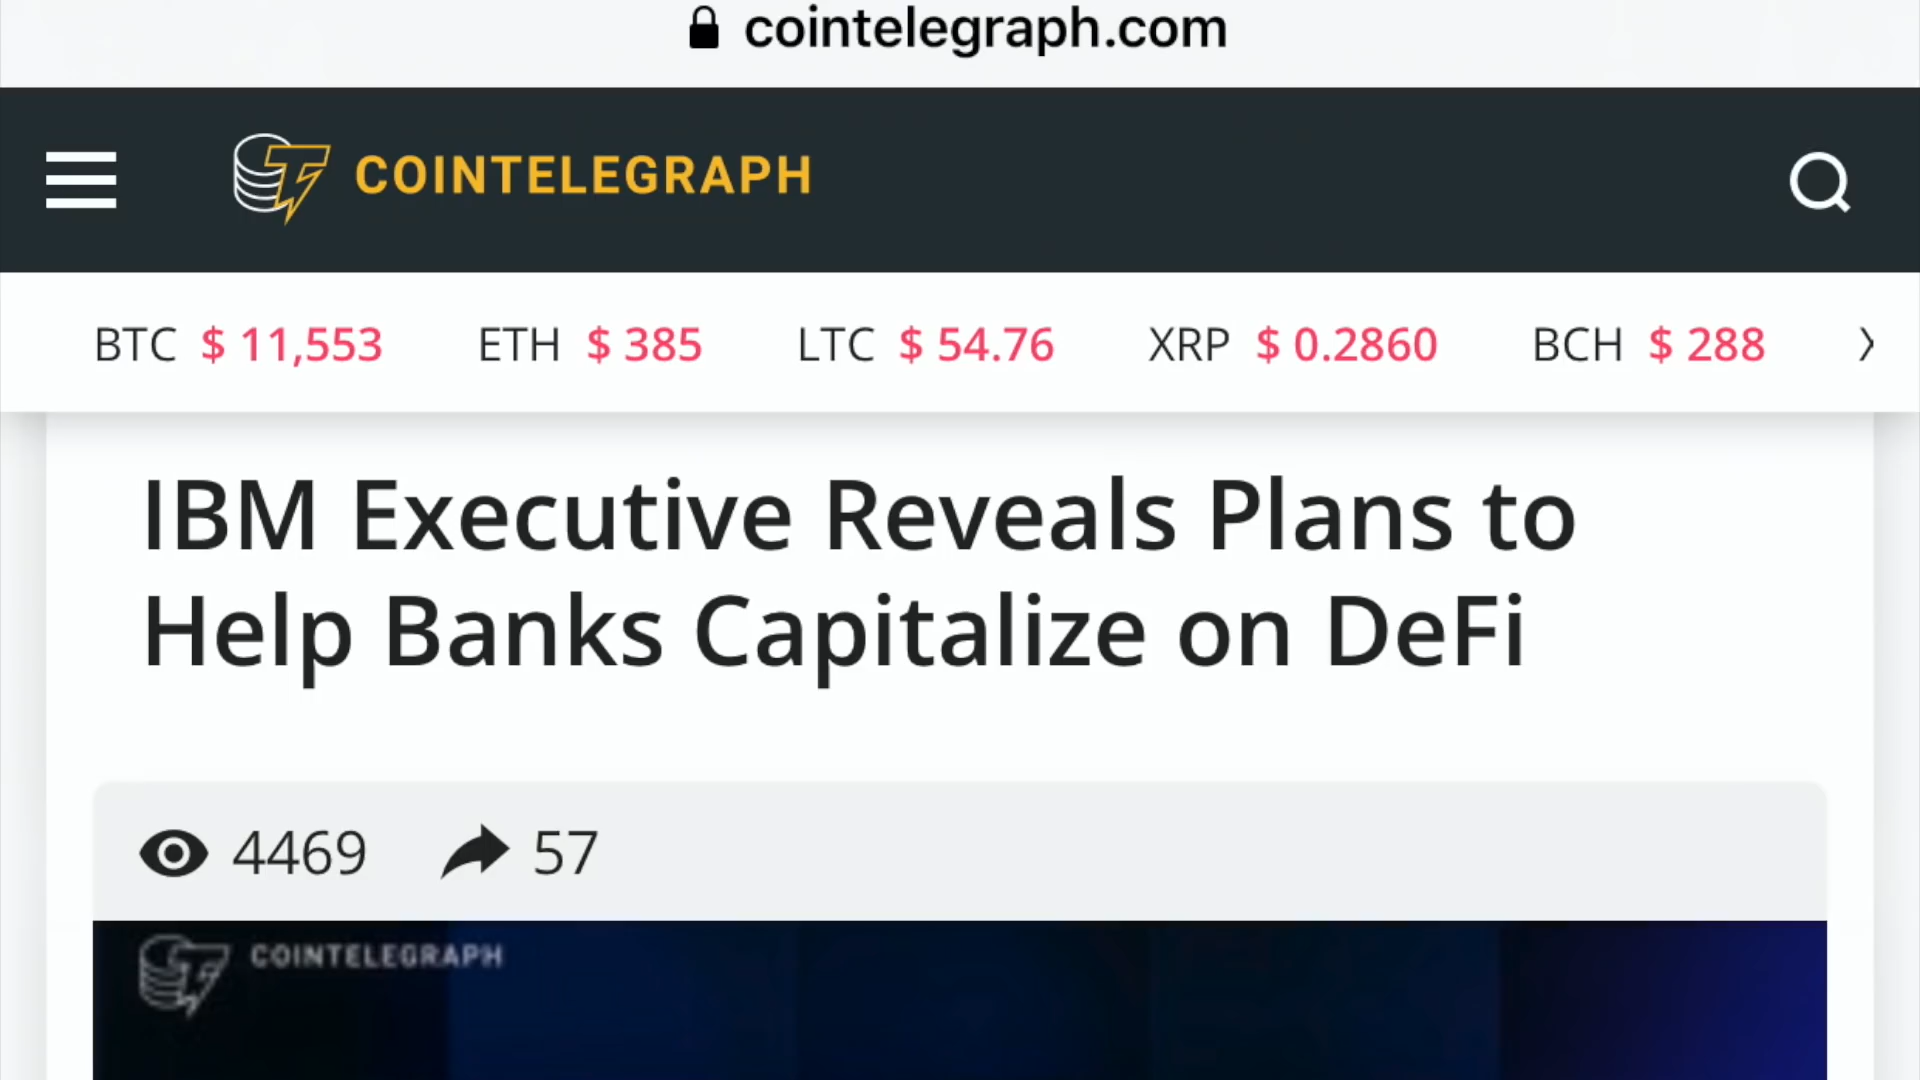 cointelegraph.com
COINTELEGRAPH
BTC $ 11,553 ETH $ 385 LTC $ 54.76 XRP $ 0.2860 BCH $ 288
IBM Executive Reveals Plans to
Help Banks Capitalize on DeFi
4469 57
COINTELEGRAPH